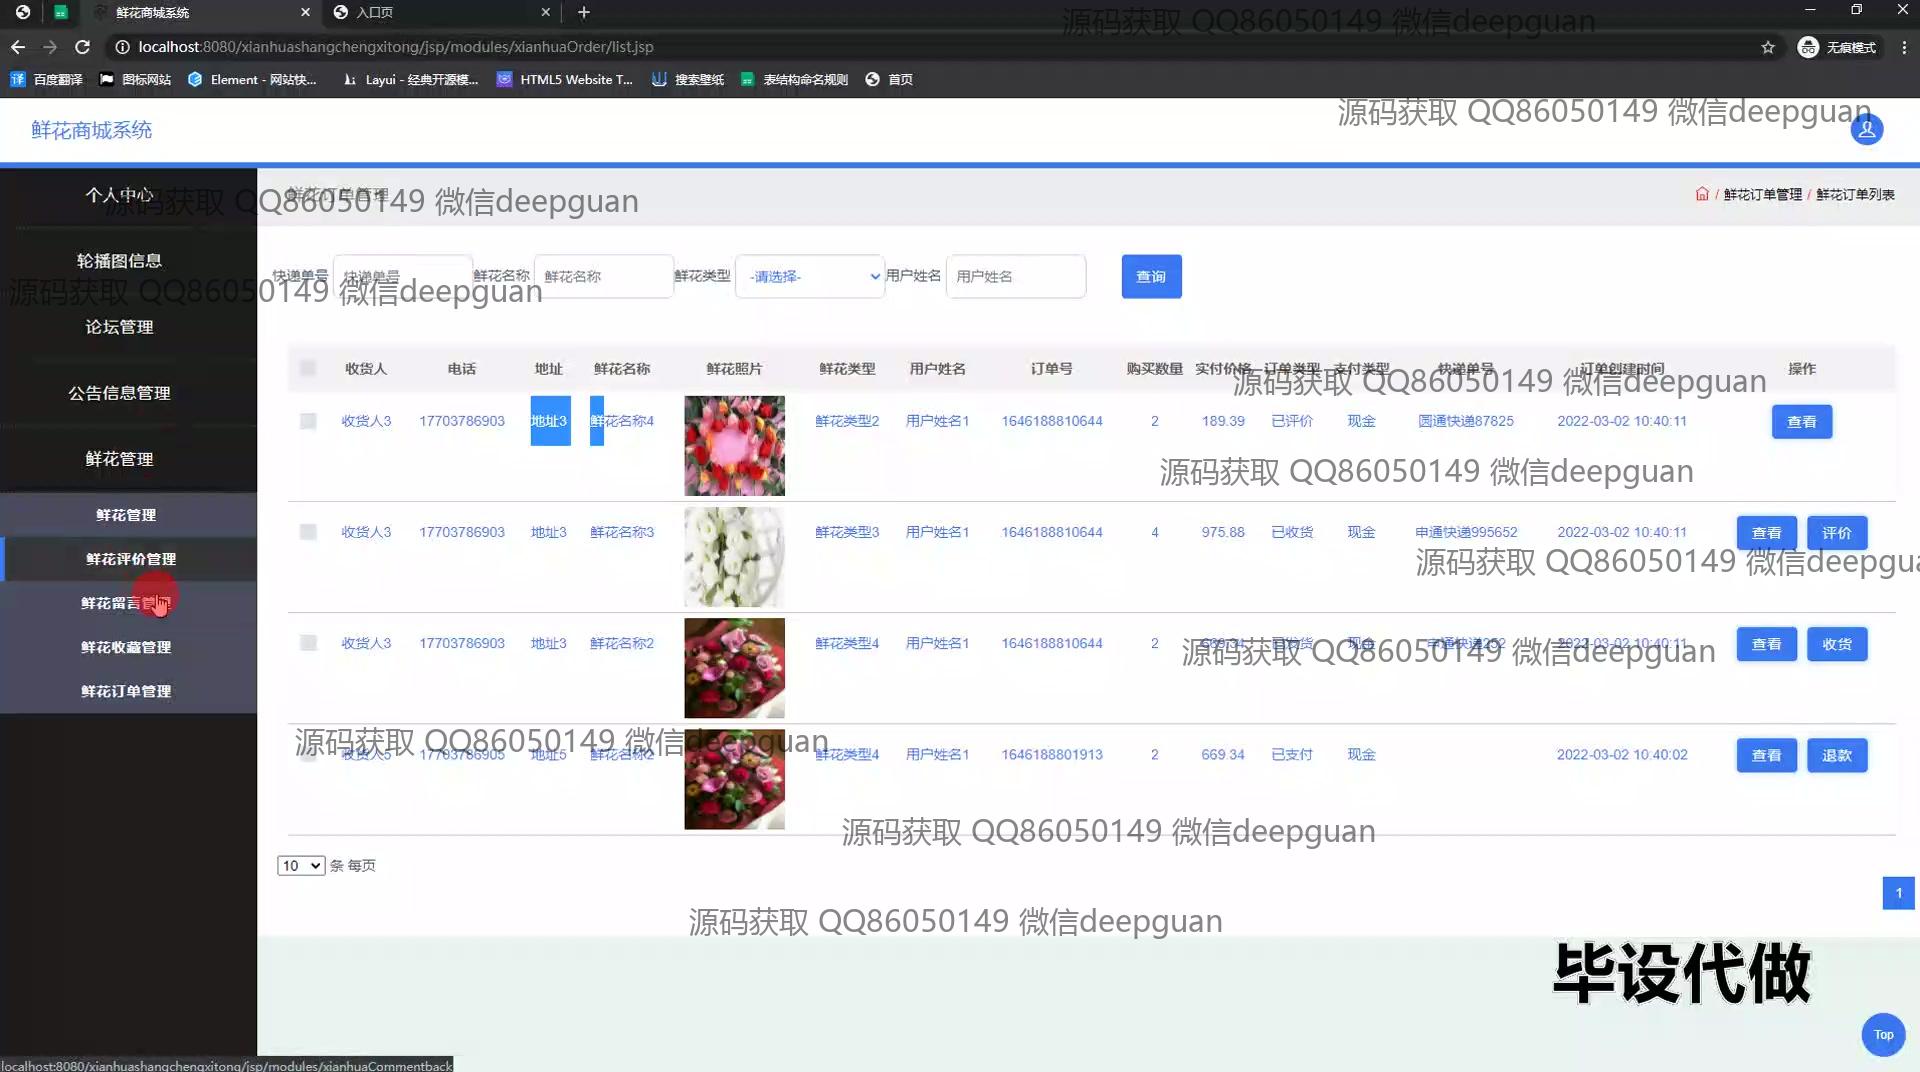 鲜花商城系统
入口页
localhost:8080/xianhuashangchengxitong/jsp/modules/xianhuaOrder/list.jsp
无痕模式
百度翻译
图标网站
Element - 网站快...
Layui - 经典开源模...
HTML5 Website T...
搜索壁纸
表结构命名规则
首页
源码获取 QQ86050149 微信deepguan
鲜花商城系统
源码获取 QQ86050149 微信deepguan
个人中心
轮播图信息
论坛管理
公告信息管理
鲜花管理
鲜花管理
鲜花评价管理
鲜花留言管理
鲜花收藏管理
鲜花订单管理
鲜花订单管理
源码获取 QQ86050149 微信deepguan
/ 鲜花订单管理 / 鲜花订单列表
快递单号 快递单号 鲜花名称 鲜花名称 鲜花类型 -请选择- 用户姓名 用户姓名 查询
源码获取 QQ86050149 微信deepguan
收货人 电话 地址 鲜花名称 鲜花照片 鲜花类型 用户姓名 订单号 购买数量 实付价格 订单类型 支付类型 快递单号 订单创建时间 操作
源码获取 QQ86050149 微信deepguan
收货人3 17703786903 地址3 鲜花名称4 鲜花类型2 用户姓名1 1646188810644 2 189.39 已评价 现金 圆通快递87825 2022-03-02 10:40:11 查看
源码获取 QQ86050149 微信deepguan
收货人3 17703786903 地址3 鲜花名称3 鲜花类型3 用户姓名1 1646188810644 4 975.88 已收货 现金 申通快递995652 2022-03-02 10:40:11 查看 评价
源码获取 QQ86050149 微信deepgua
收货人3 17703786903 地址3 鲜花名称2 鲜花类型4 用户姓名1 1646188810644 2 669.34 已发货 现金 申通快递252 2022-03-02 10:40:11 查看 收货
源码获取 QQ86050149 微信deepguan
收货人5 17703786905 地址5 鲜花名称2 鲜花类型4 用户姓名1 1646188801913 2 669.34 已支付 现金 2022-03-02 10:40:02 查看 退款
源码获取 QQ86050149 微信deepguan
源码获取 QQ86050149 微信deepguan
10 条 每页
1
源码获取 QQ86050149 微信deepguan
毕设代做
Top
localhost:8080/xianhuashangchengxitong/jsp/modules/xianhuaCommentback